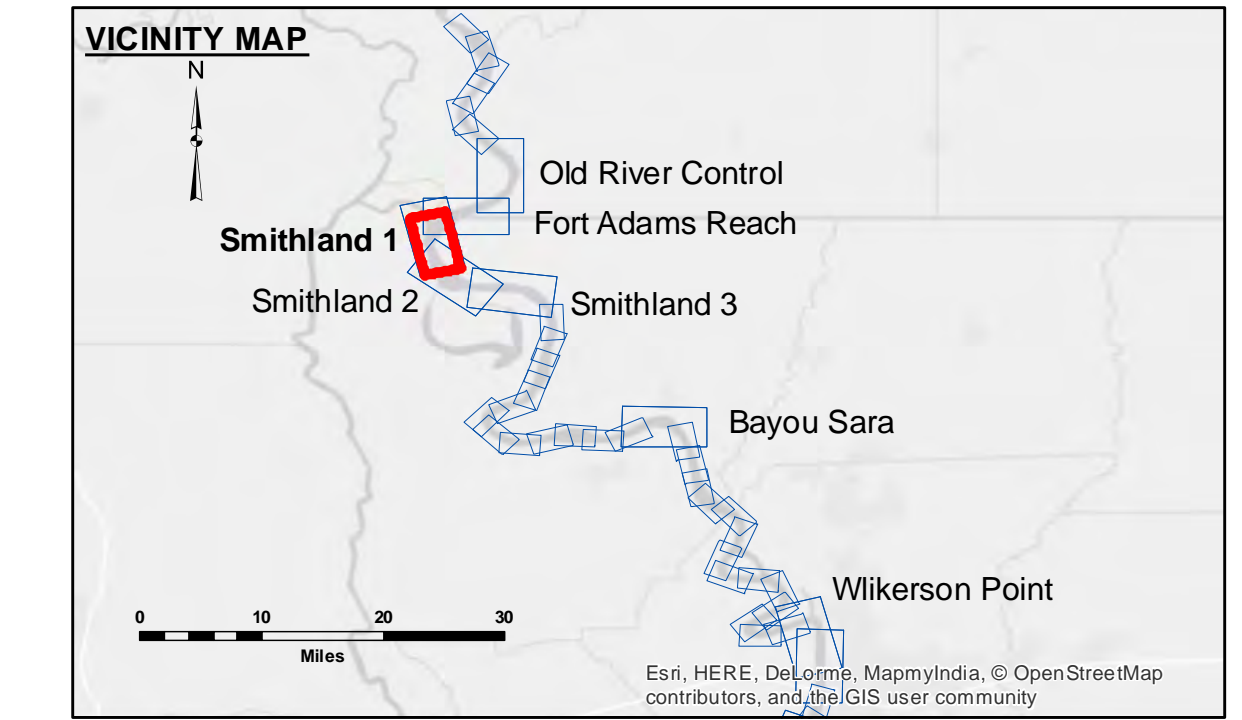 VICINITY MAP
N
Old River Control
Fort Adams Reach
Smithland 1
Smithland 2
Smithland 3
Bayou Sara
Wlikerson Point
0 10 20 30
Miles
Esri, HERE, DeLorme, MapmyIndia, © OpenStreetMap
contributors, and the GIS user community